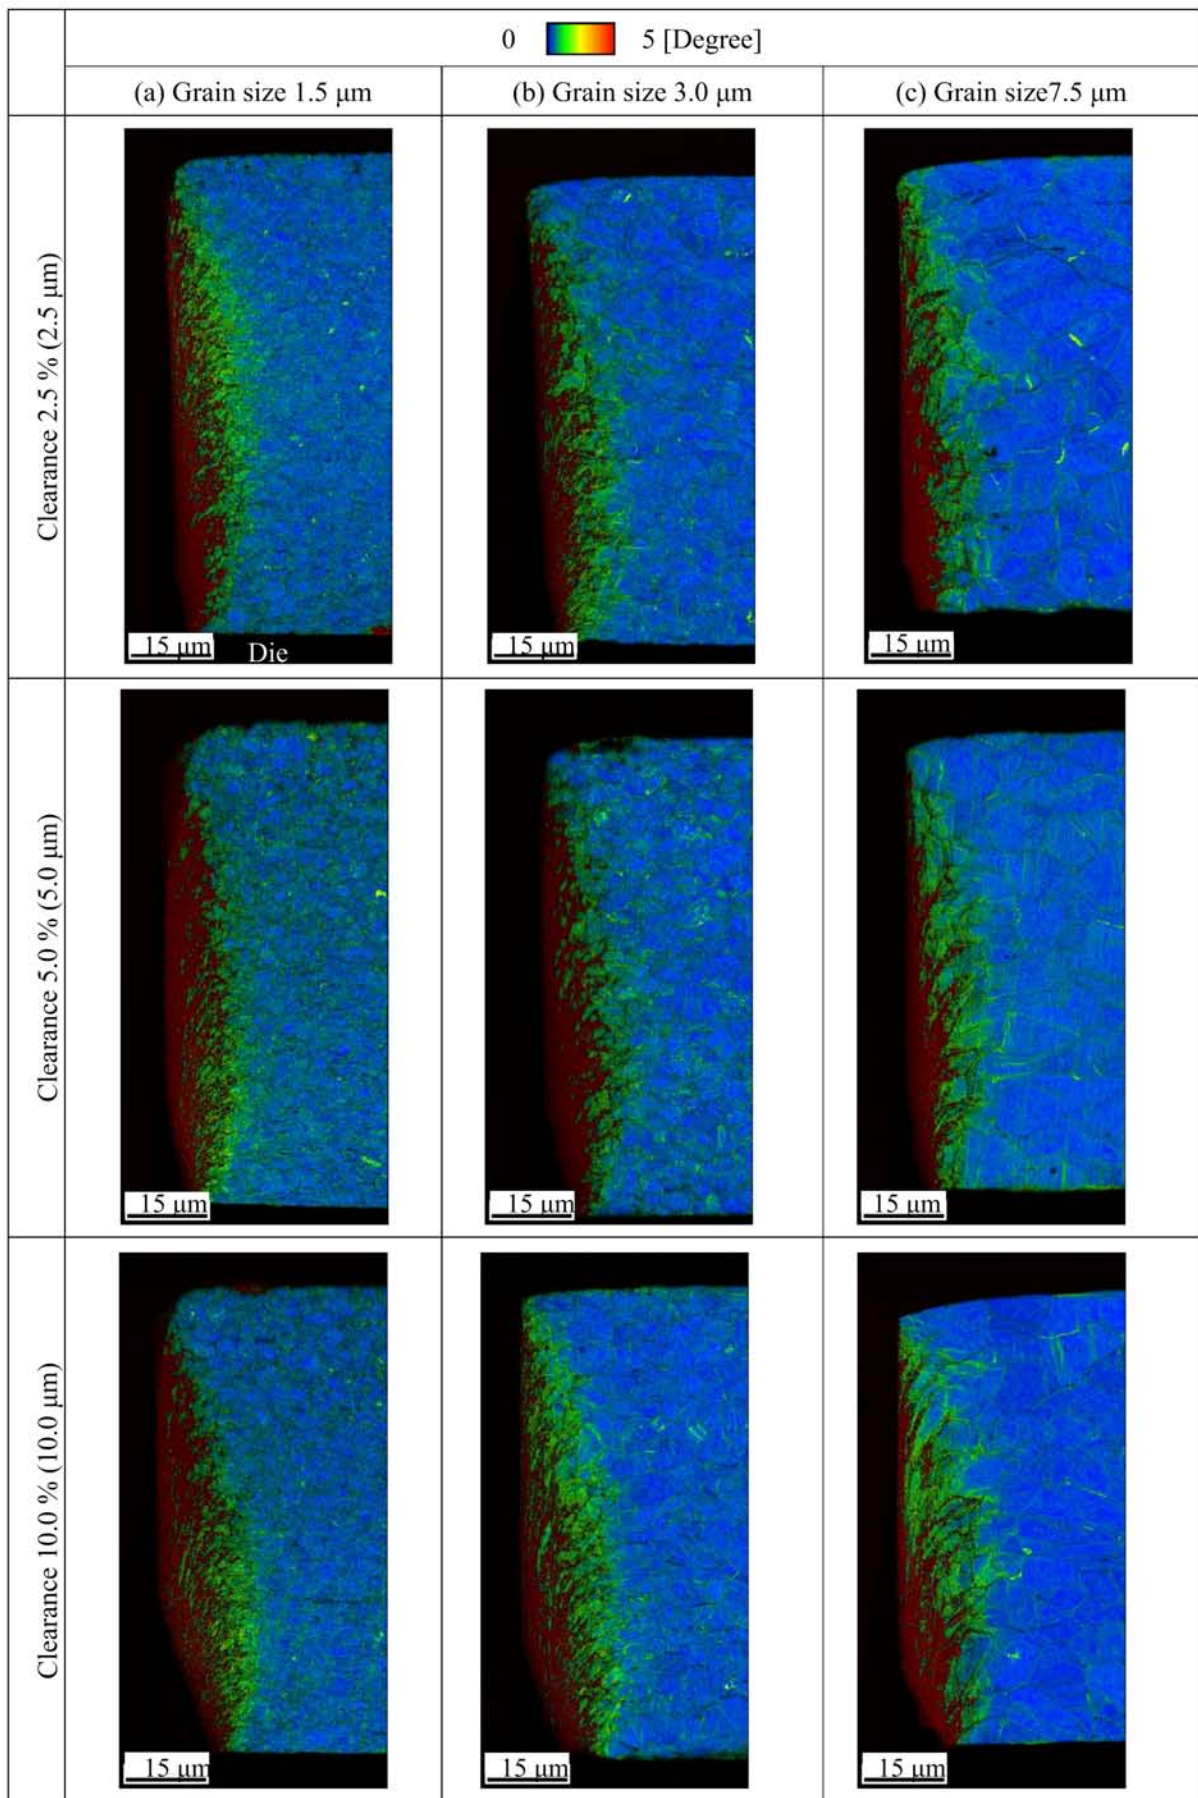 0 5 [Degree]
(a) Grain size 1.5 μm
(b) Grain size 3.0 μm
(c) Grain size7.5 μm
Clearance 2.5 % (2.5 μm)
15 μm
Die
15 μm
15 μm
Clearance 5.0 % (5.0 μm)
15 μm
15 μm
15 μm
Clearance 10.0 % (10.0 μm)
15 μm
15 μm
15 μm